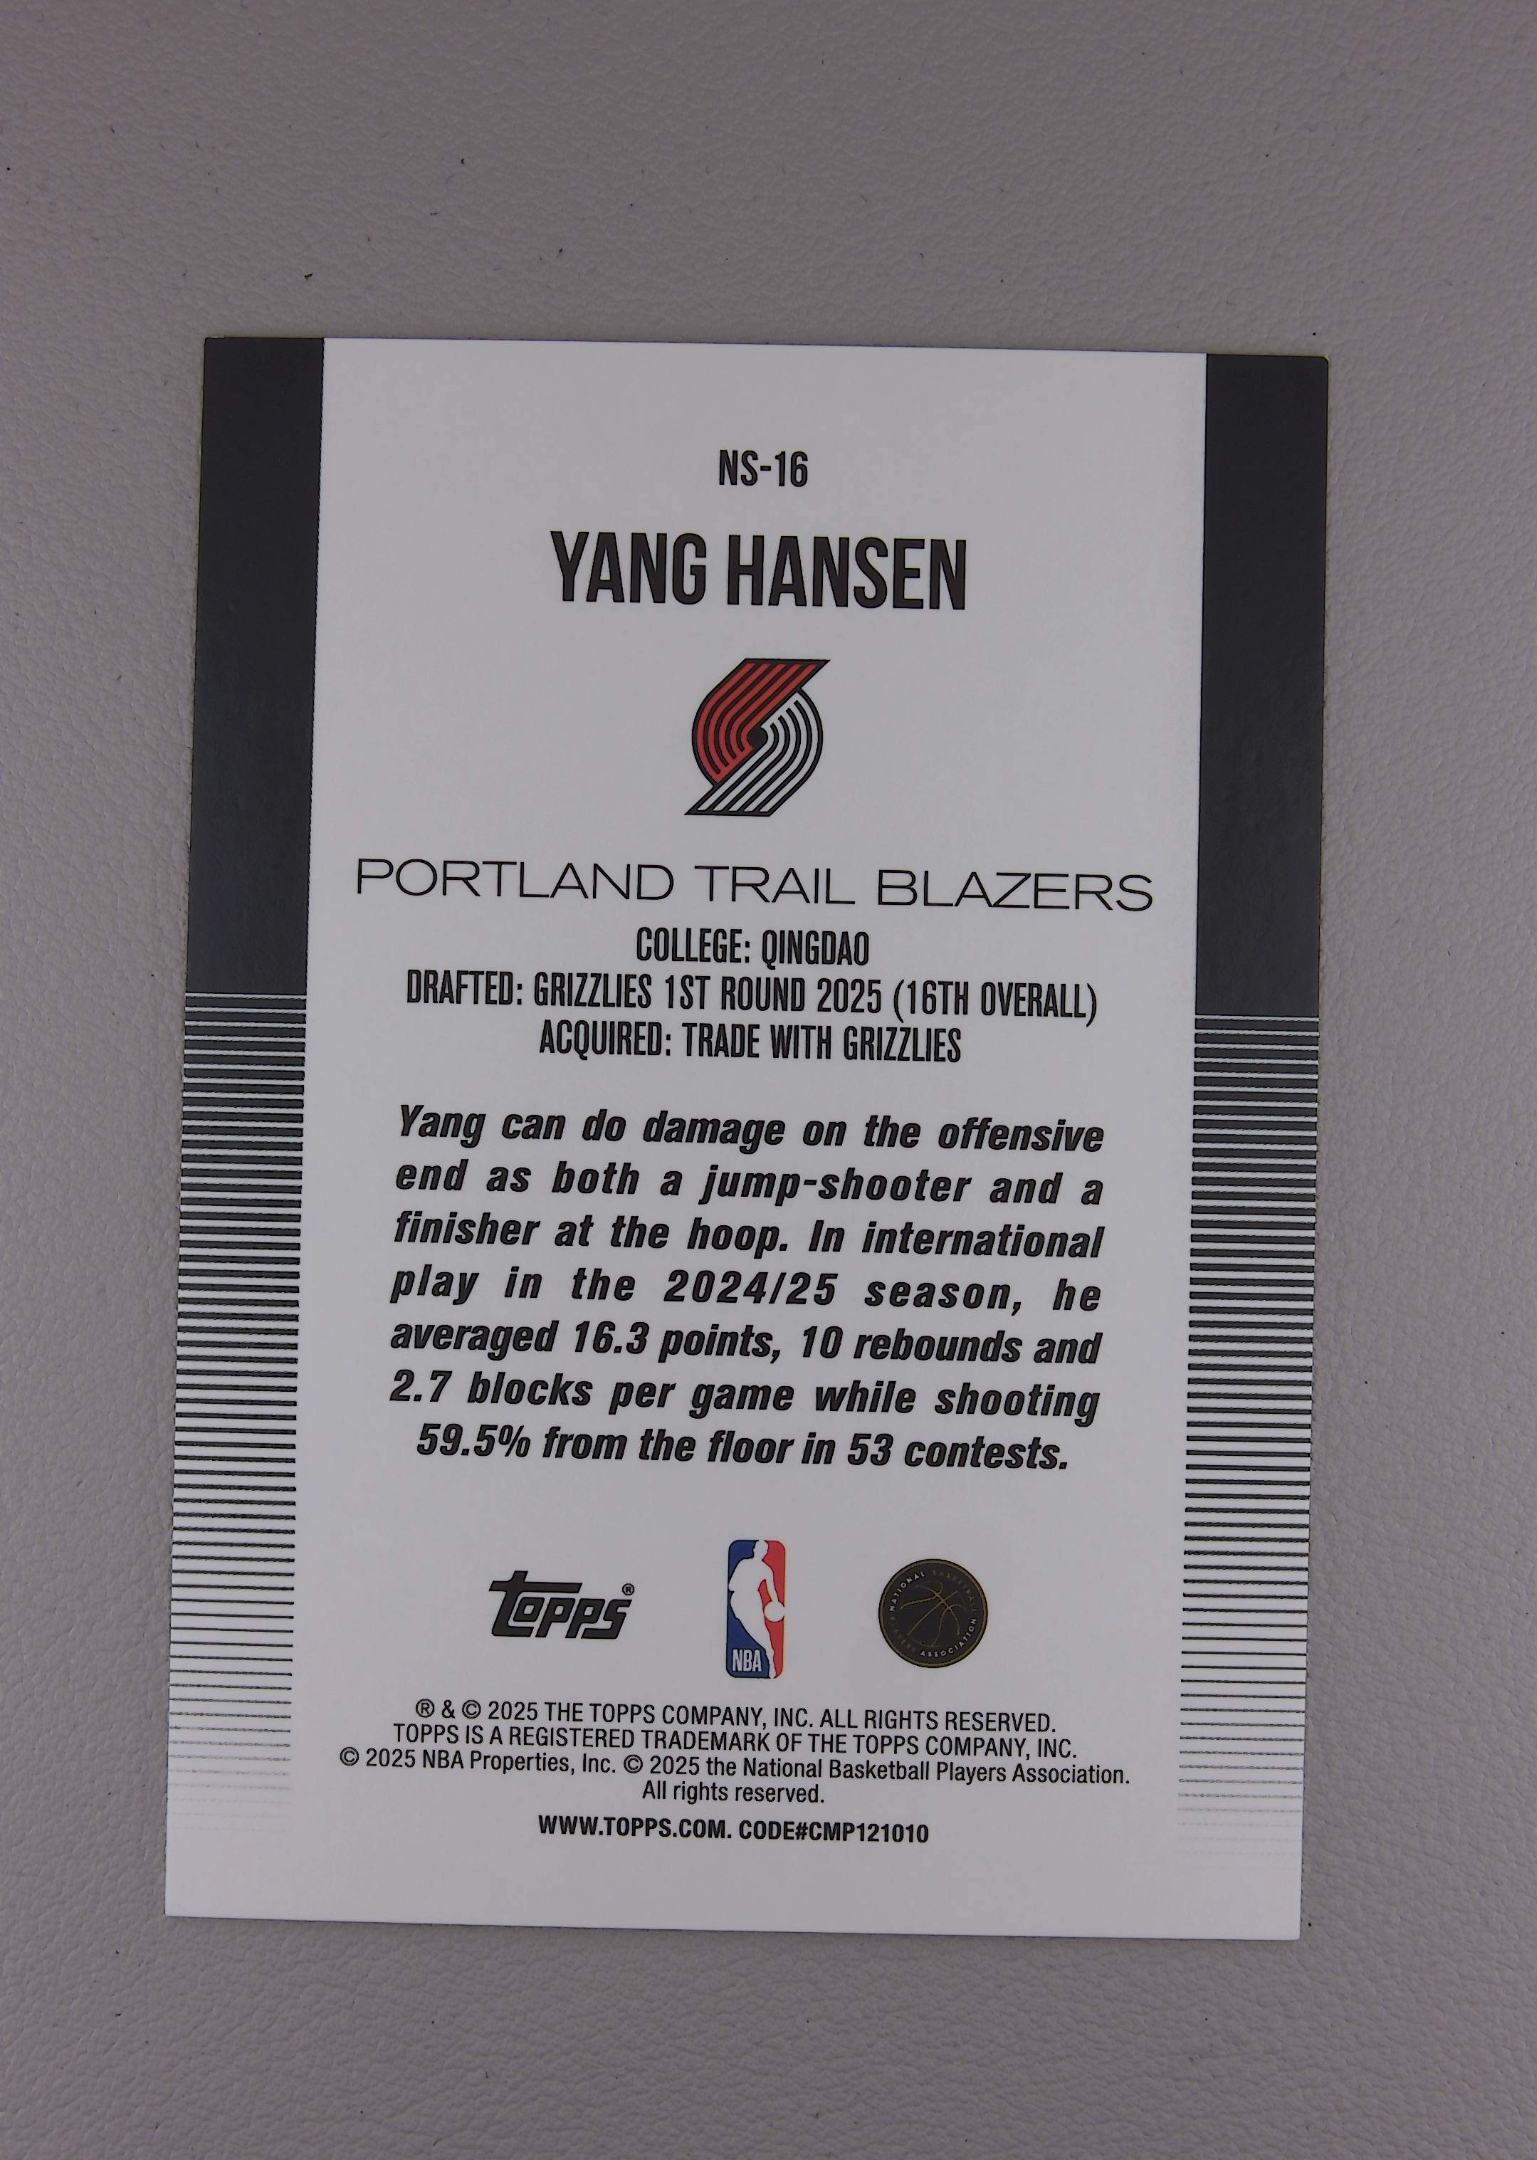 NS-16
YANG HANSEN
PORTLAND TRAIL BLAZERS
COLLEGE: QINGDAO
DRAFTED: GRIZZLIES 1ST ROUND 2025 (16TH OVERALL)
ACQUIRED: TRADE WITH GRIZZLIES
Yang can do damage on the offensive
end as both a jump-shooter and a
finisher at the hoop. In international
play in the 2024/25 season, he
averaged 16.3 points, 10 rebounds and
2.7 blocks per game while shooting
59.5% from the floor in 53 contests.
Topps®
NBA
NATIONAL BASKETBALL PLAYERS ASSOCIATION
® & © 2025 THE TOPPS COMPANY, INC. ALL RIGHTS RESERVED.
TOPPS IS A REGISTERED TRADEMARK OF THE TOPPS COMPANY, INC.
© 2025 NBA Properties, Inc. © 2025 the National Basketball Players Association.
All rights reserved.
WWW.TOPPS.COM. CODE#CMP121010